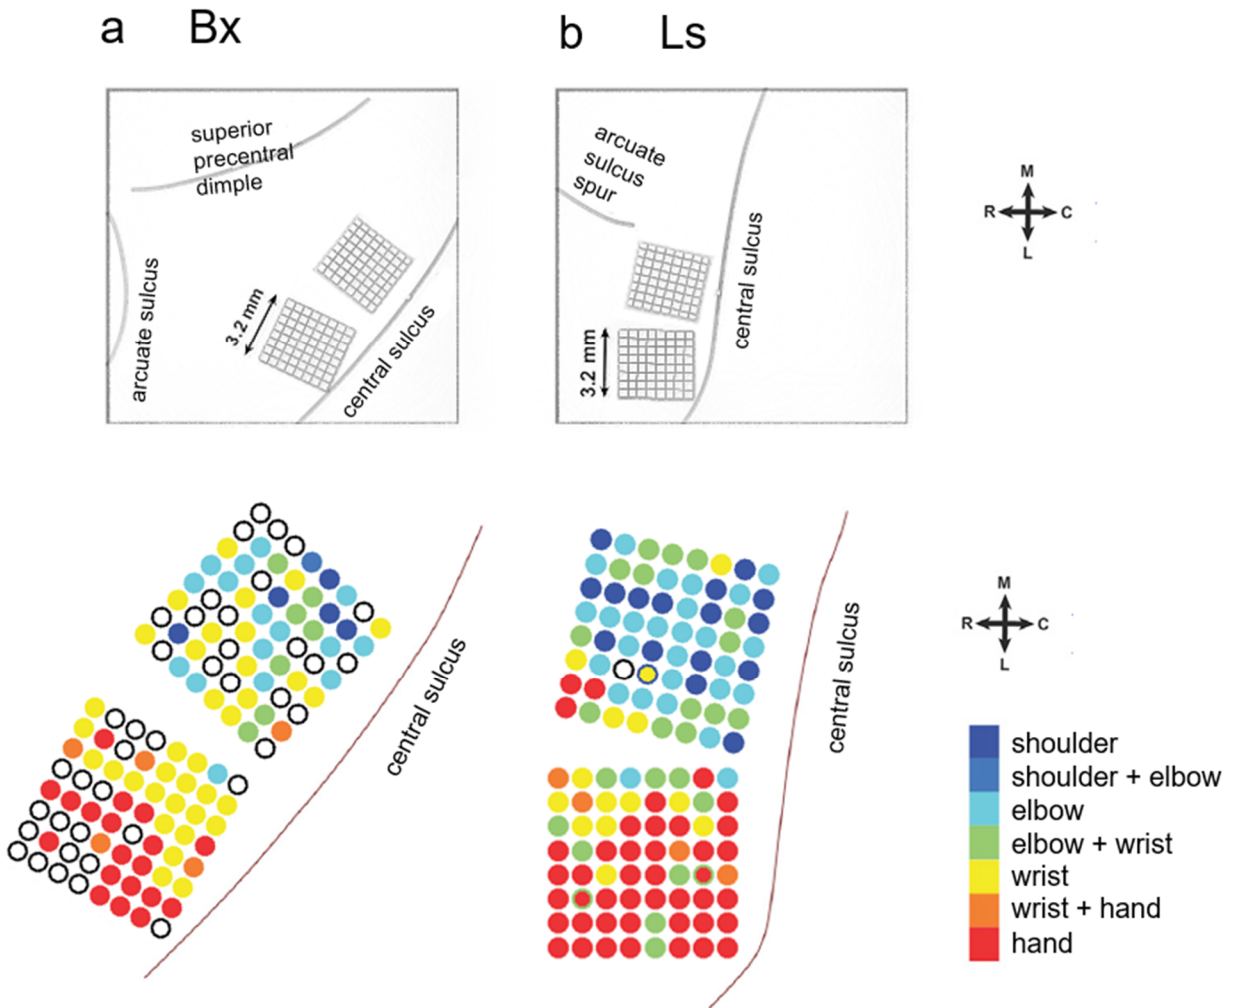 a Bx
b Ls
superior
precentral
dimple
arcuate sulcus
3.2 mm
central sulcus
arcuate
sulcus
spur
3.2 mm
central sulcus
M
R C
L
central sulcus
central sulcus
M
R C
L
shoulder
shoulder + elbow
elbow
elbow + wrist
wrist
wrist + hand
hand